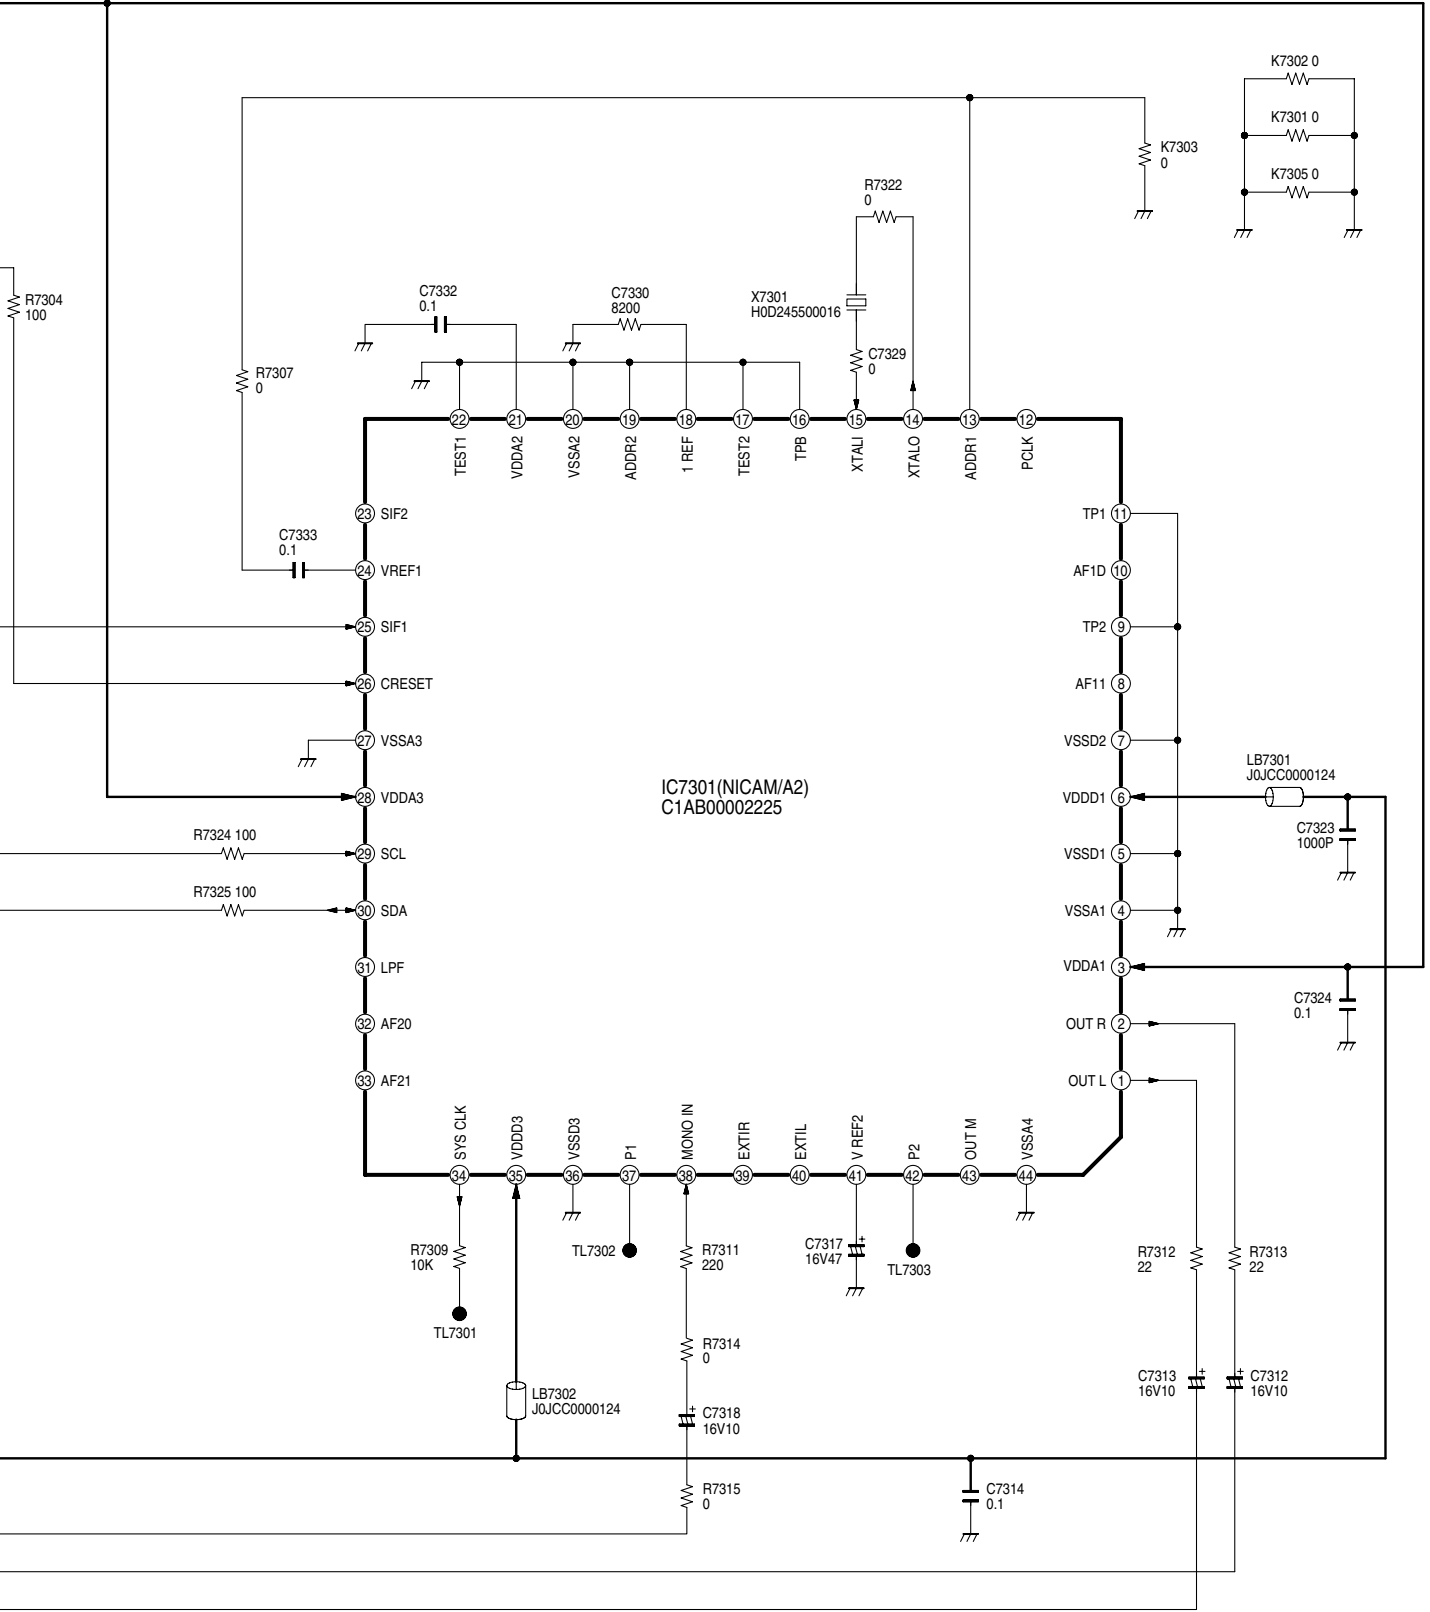 K7302 0
K7301 0
K7303
0
K7305 0
R7322
0
R7304
100
C7332
0.1
C7330
8200
X7301
H0D245500016
C7329
0
R7307
0
22
21
20
19
18
17
16
15
14
13
12
TEST1
VDDA2
VSSA2
ADDR2
1 REF
TEST2
TPB
XTALI
XTALO
ADDR1
PCLK
23 SIF2
TP1 11
C7333
0.1
24 VREF1
AF1D 10
25 SIF1
TP2 9
26 CRESET
AF11 8
27 VSSA3
VSSD2 7
LB7301
J0JCC0000124
IC7301(NICAM/A2)
C1AB00002225
28 VDDA3
VDDD1 6
C7323
1000P
R7324 100
29 SCL
VSSD1 5
R7325 100
30 SDA
VSSA1 4
31 LPF
VDDA1 3
C7324
0.1
32 AF20
OUT R 2
33 AF21
OUT L 1
SYS CLK
VDDD3
VSSD3
P1
MONO IN
EXTIR
EXTIL
V REF2
P2
OUT M
VSSA4
34
35
36
37
38
39
40
41
42
43
44
R7309
10K
TL7302
R7311
220
C7317
16V47
+
TL7303
R7312
22
R7313
22
TL7301
R7314
0
LB7302
J0JCC0000124
C7318
16V10
+
C7313
16V10
+
C7312
16V10
+
R7315
0
C7314
0.1